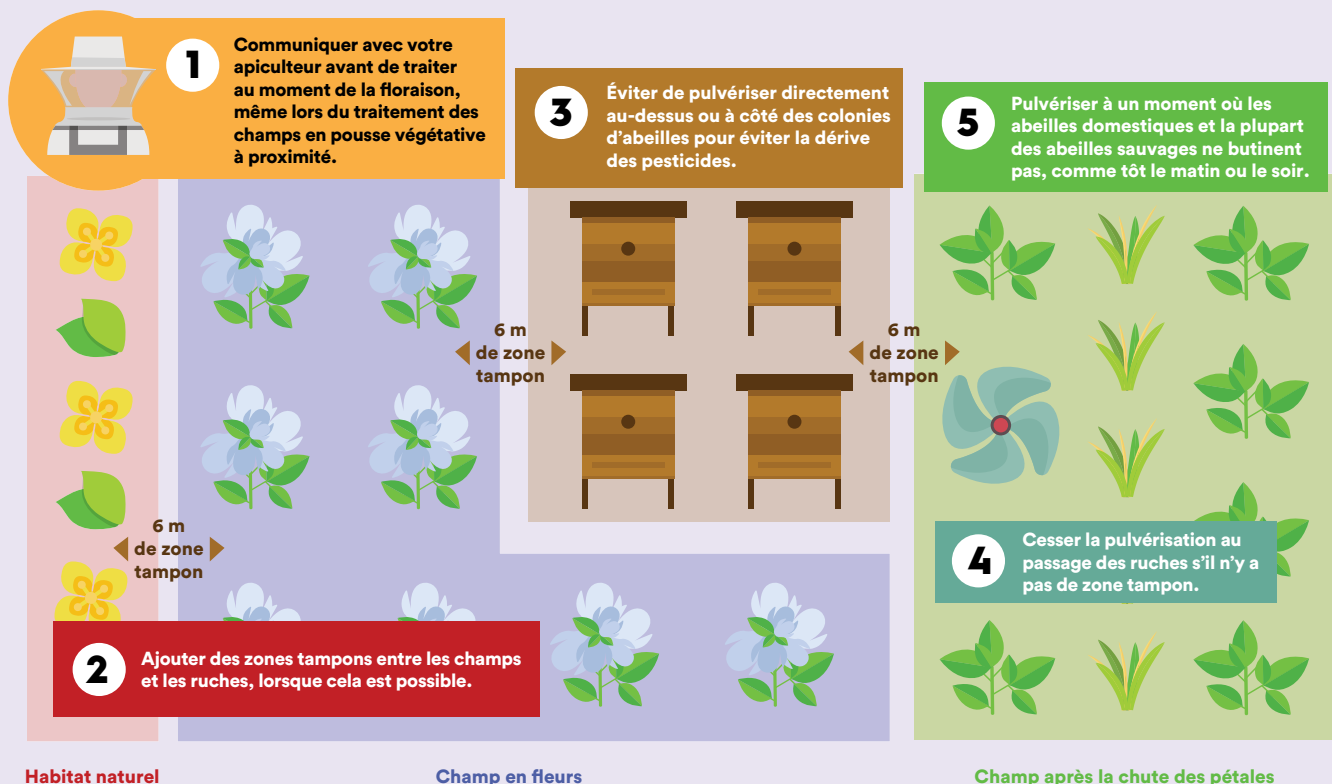 1
Communiquer avec votre
apiculteur avant de traiter
au moment de la floraison,
même lors du traitement des
champs en pousse végétative
à proximité.
3
Éviter de pulvériser directement
au-dessus ou à côté des colonies
d'abeilles pour éviter la dérive
des pesticides.
5
Pulvériser à un moment où les
abeilles domestiques et la plupart
des abeilles sauvages ne butinent
pas, comme tôt le matin ou le soir.
6 m
de zone
tampon
6 m
de zone
tampon
6 m
de zone
tampon
4
Cesser la pulvérisation au
passage des ruches s'il n'y a
pas de zone tampon.
2
Ajouter des zones tampons entre les champs
et les ruches, lorsque cela est possible.
Habitat naturel
Champ en fleurs
Champ après la chute des pétales